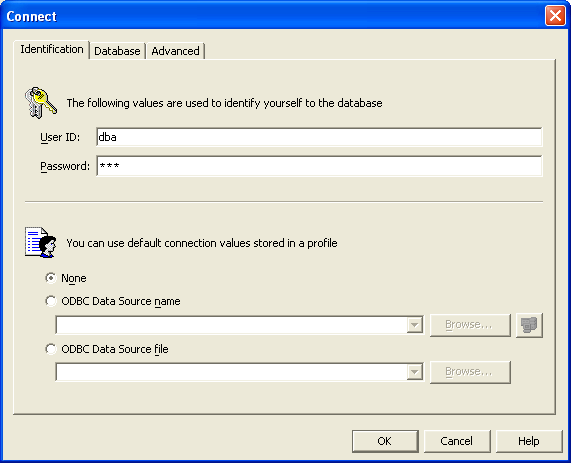 Connect
Identification Database Advanced
The following values are used to identify yourself to the database
User ID: dba
Password: ***
You can use default connection values stored in a profile
None
ODBC Data Source name
Browse...
ODBC Data Source file
Browse...
OK Cancel Help